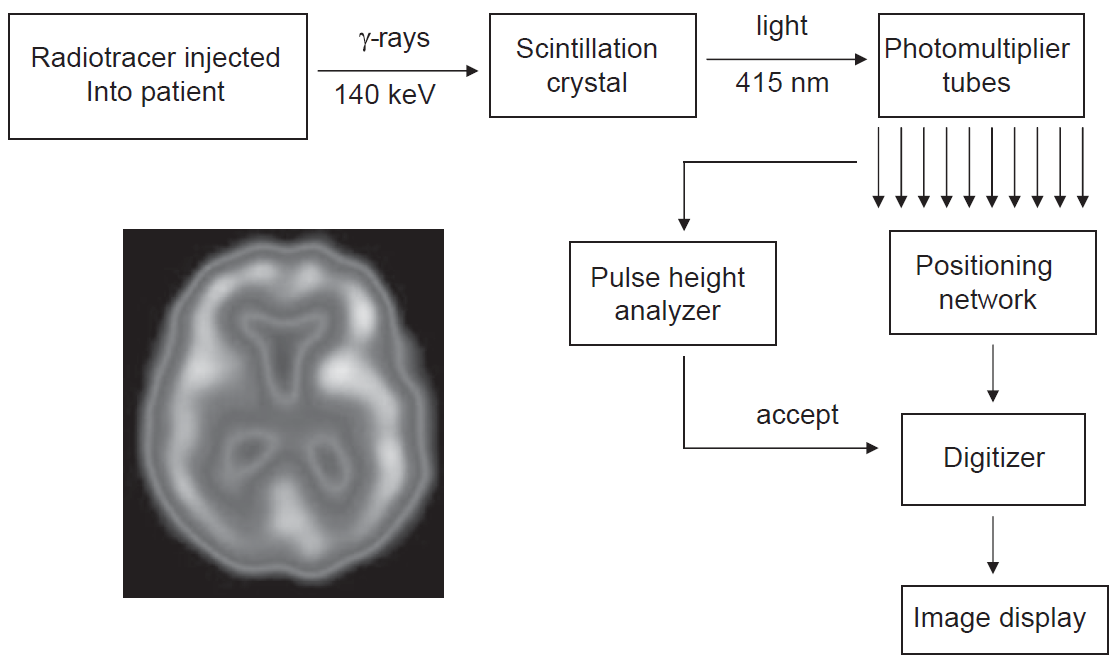 Radiotracer injected
Into patient
γ-rays
140 keV
Scintillation
crystal
light
415 nm
Photomultiplier
tubes
Pulse height
analyzer
Positioning
network
accept
Digitizer
Image display